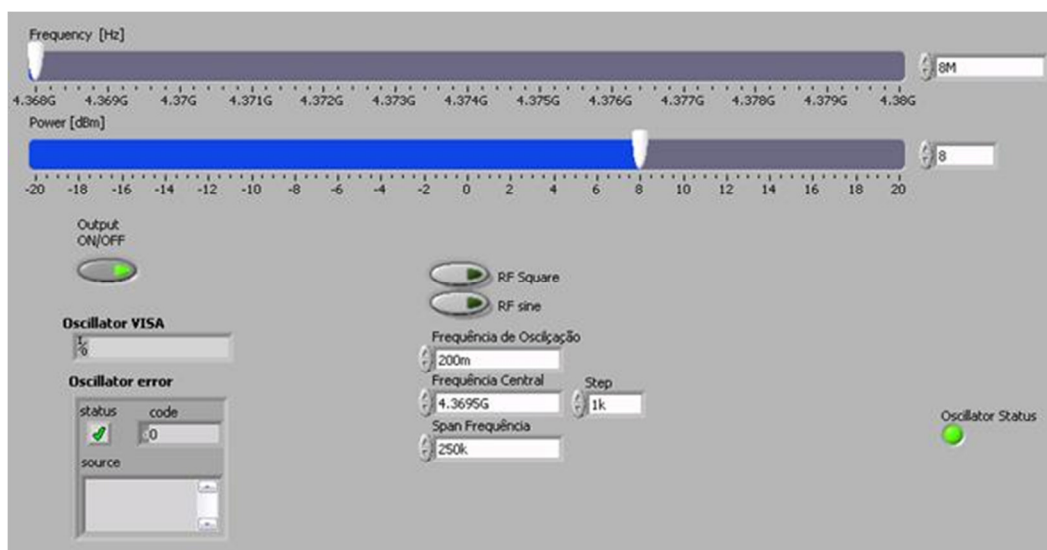 Frequency [Hz]
8M
4.368G 4.369G 4.37G 4.371G 4.372G 4.373G 4.374G 4.375G 4.376G 4.377G 4.378G 4.379G 4.38G
Power [dBm]
8
-20 -18 -16 -14 -12 -10 -8 -6 -4 -2 0 2 4 6 8 10 12 14 16 18 20
Output
ON/OFF
RF Square
RF sine
Oscillator VISA
I/O
Frequência de Oscilçação
200m
Oscillator error
Frequência Central Step
4.3695G 1k
status code
0
Span Frequência
250k
Oscillator Status
source